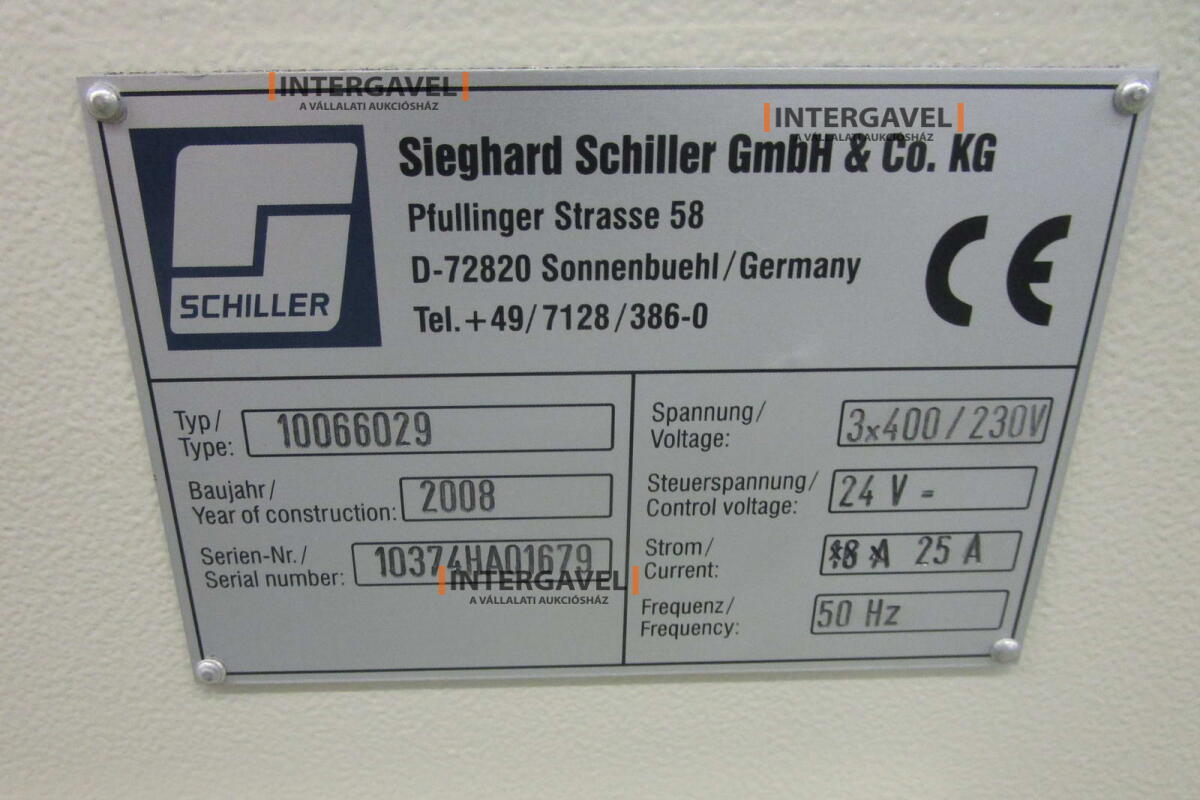 INTERGAVEL
A VÁLLALATI AUKCIÓSHÁZ
INTERGAVEL
A VÁLLALATI AUKCIÓSHÁZ
Sieghard Schiller GmbH & Co. KG
Pfullinger Strasse 58
D-72820 Sonnenbuehl/Germany
Tel.+49/7128/386-0
SCHILLER
CE
Typ/
Type: 10066029
Baujahr/
Year of construction: 2008
Serien-Nr./
Serial number: 10374HA01679
INTERGAVEL
A VÁLLALATI AUKCIÓSHÁZ
Spannung/
Voltage: 3x400/230V
Steuerspannung/
Control voltage: 24 V =
Strom/
Current: 25 A
Frequenz/
Frequency: 50 Hz